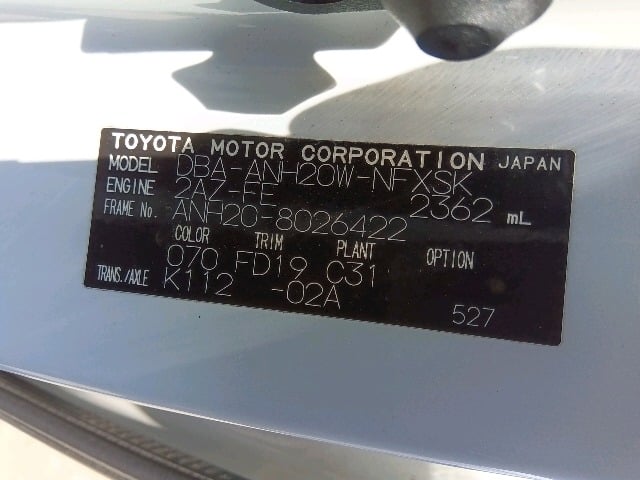 TOYOTA MOTOR CORPORATION JAPAN
MODEL DBA-ANH20W-NFXSK
ENGINE 2AZ-FE 2362 mL
FRAME No. ANH20-8026422
COLOR TRIM PLANT OPTION
070 FD19 C31
TRANS./AXLE K112 -02A
527